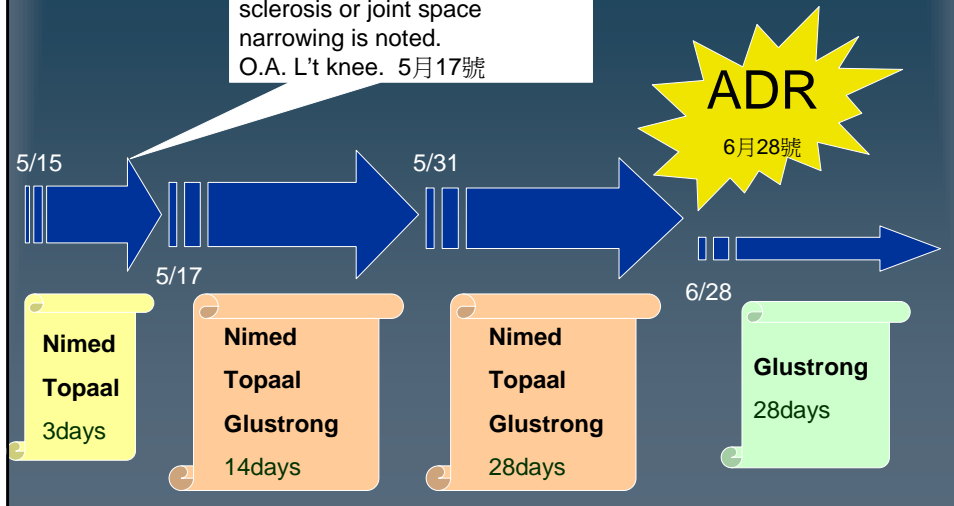 sclerosis or joint space
narrowing is noted.
O.A. L't knee. 5月17號
ADR
6月28號
5/15
5/17
5/31
6/28
Nimed
Topaal
3days
Nimed
Topaal
Glustrong
14days
Nimed
Topaal
Glustrong
28days
Glustrong
28days